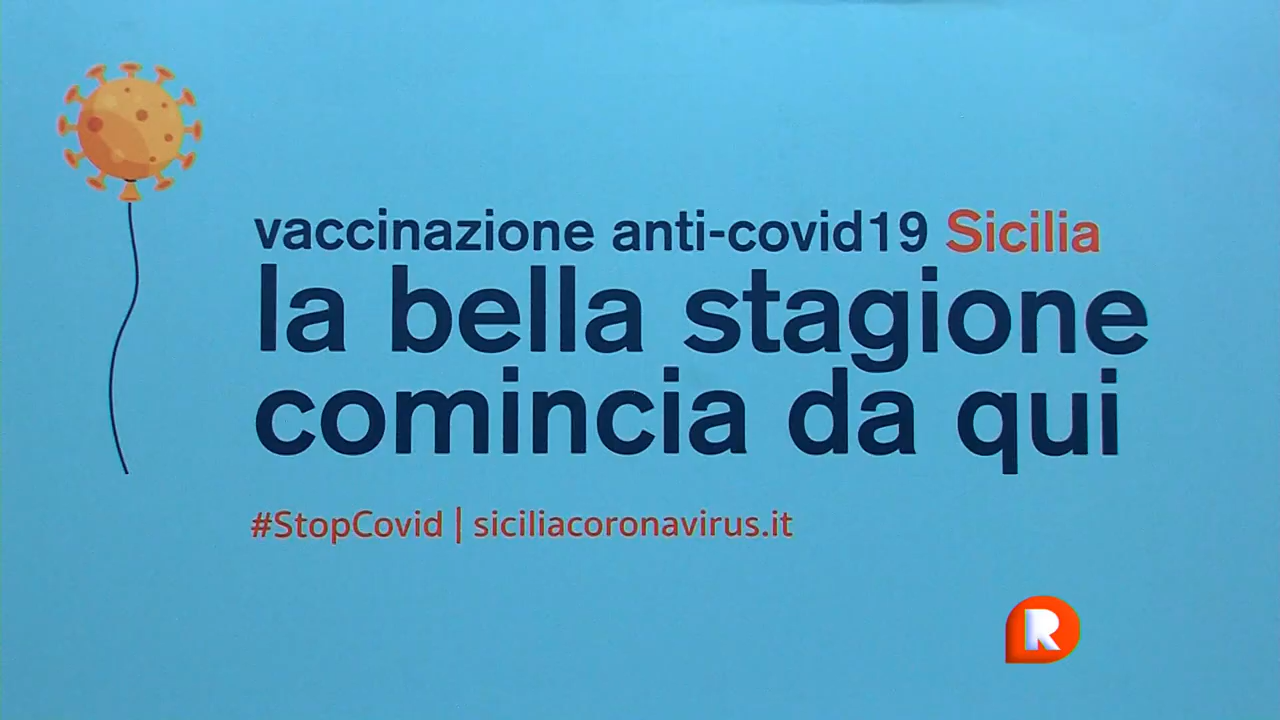 vaccinazione anti-covid19 Sicilia
la bella stagione
comincia da qui
#StopCovid | siciliacoronavirus.it
R